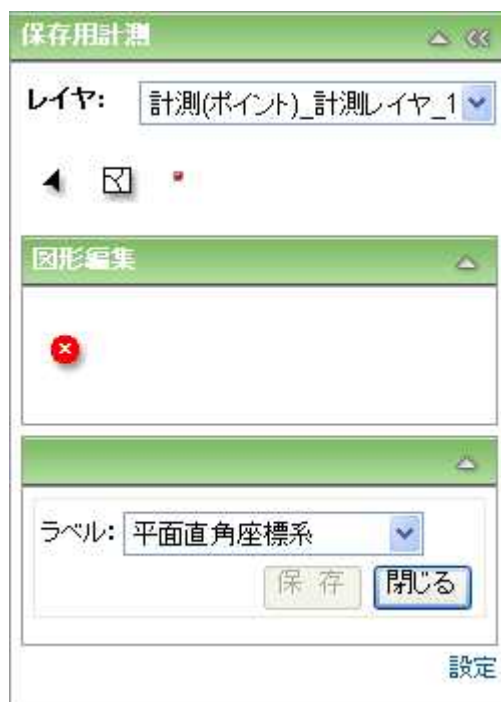 保存用計測
レイヤ: 計測(ポイント)_計測レイヤ_1
図形編集
ラベル: 平面直角座標系
保 存 閉じる
設定